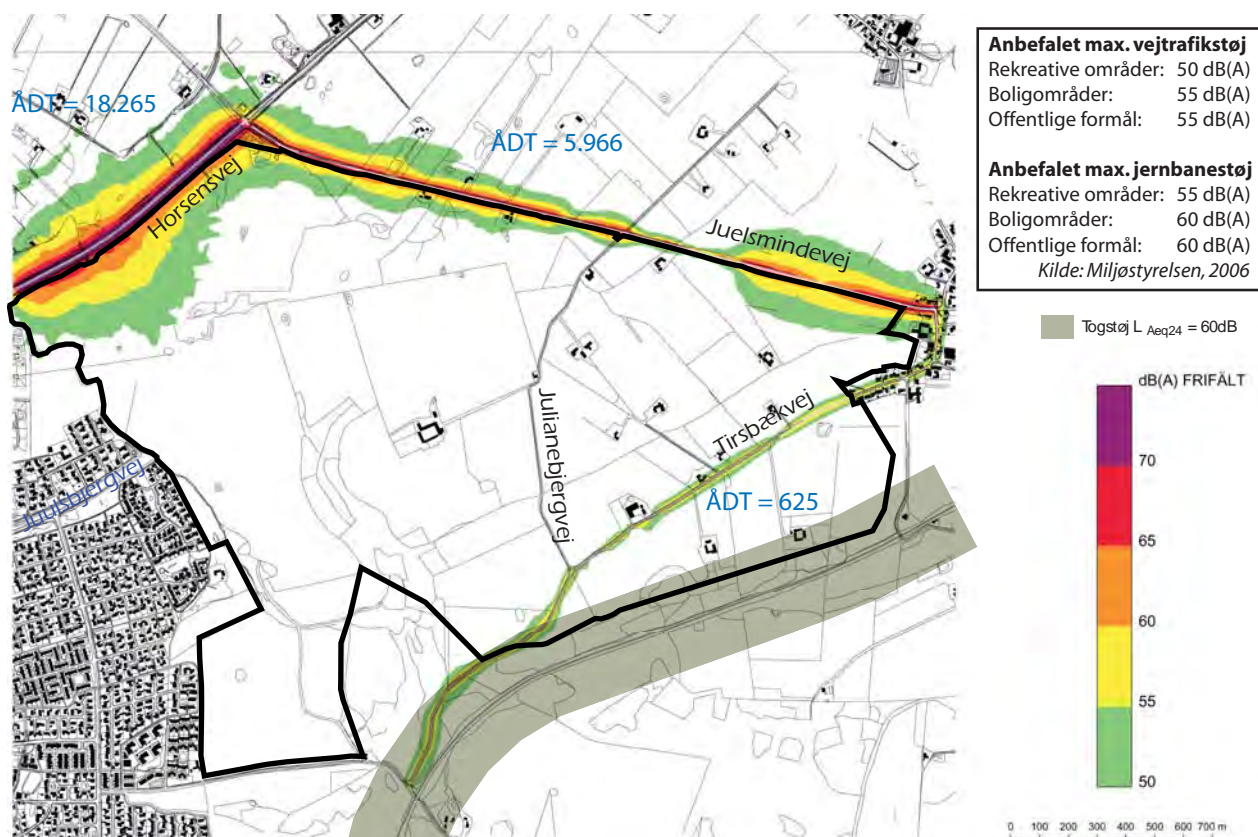 ÅDT = 18.265
ÅDT = 5.966
Horsensvej
Juelsmindevej
Julianebjergvej
Tirsbækvej
ÅDT = 625
Juulsbjergvej
Anbefalet max. vejtrafikstøj
Rekreative områder: 50 dB(A)
Boligområder: 55 dB(A)
Offentlige formål: 55 dB(A)
Anbefalet max. jernbanestøj
Rekreative områder: 55 dB(A)
Boligområder: 60 dB(A)
Offentlige formål: 60 dB(A)
Kilde: Miljøstyrelsen, 2006
Togstøj L Aeq24 = 60dB
dB(A) FRIFÄLT
70
65
60
55
50
0 100 200 300 400 500 600 700 m